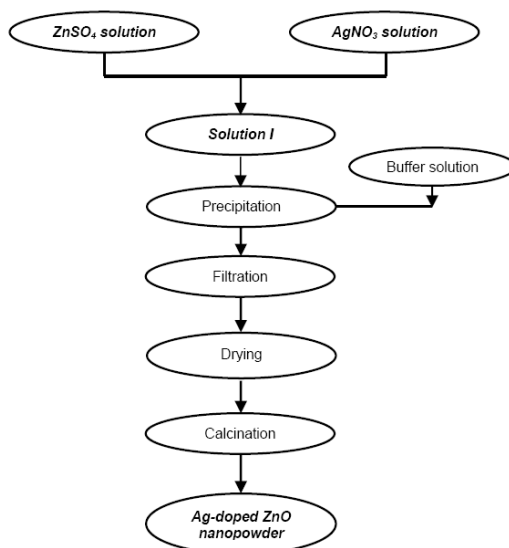 ZnSO₄ solution
AgNO₃ solution
Solution I
Buffer solution
Precipitation
Filtration
Drying
Calcination
Ag-doped ZnO
nanopowder